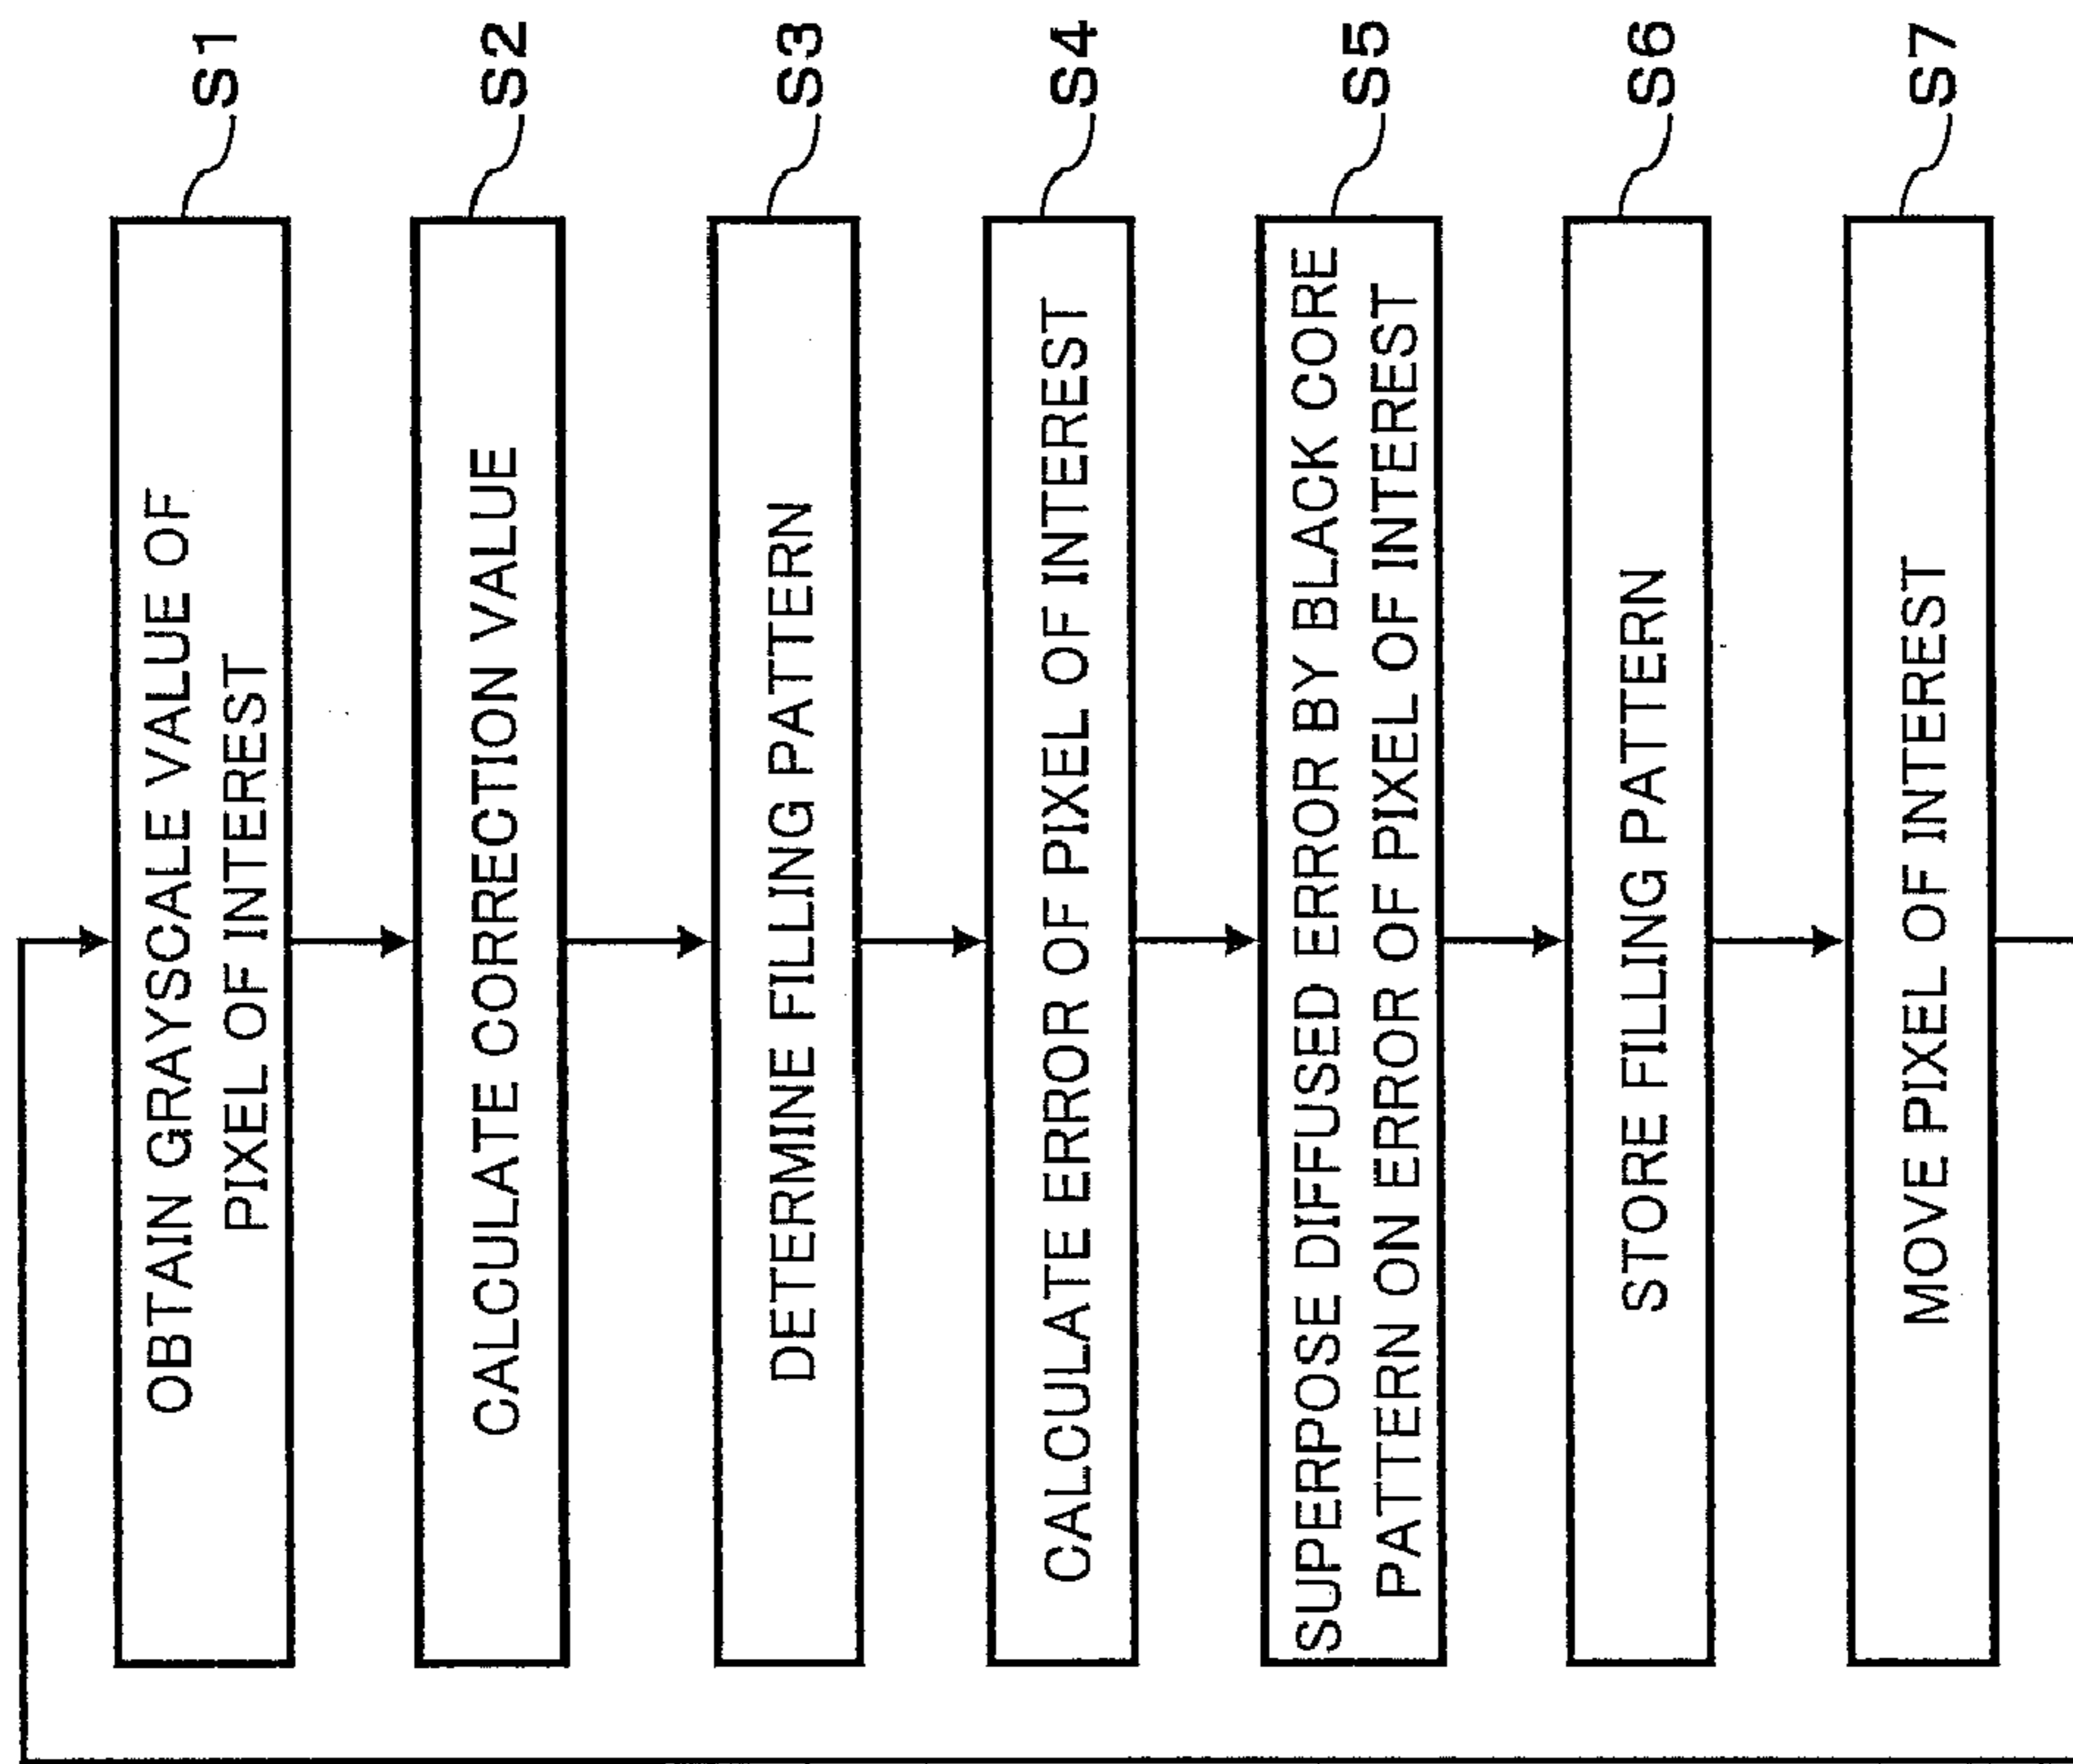 S1
OBTAIN GRAYSCALE VALUE OF
PIXEL OF INTEREST
S2
CALCULATE CORRECTION VALUE
S3
DETERMINE FILLING PATTERN
S4
CALCULATE ERROR OF PIXEL OF INTEREST
S5
SUPERPOSE DIFFUSED ERROR BY BLACK CORE
PATTERN ON ERROR OF PIXEL OF INTEREST
S6
STORE FILLING PATTERN
S7
MOVE PIXEL OF INTEREST